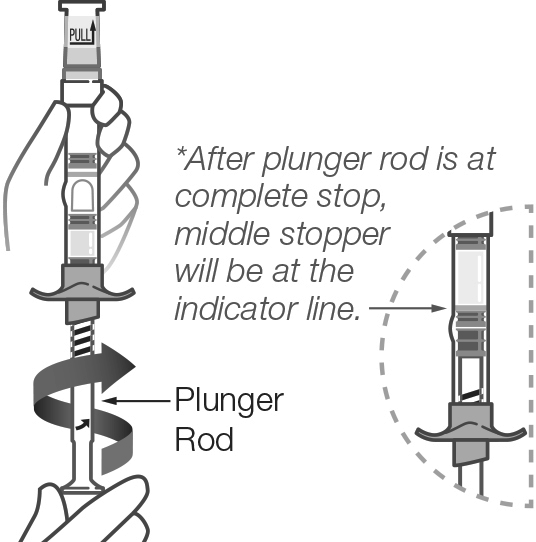 PULL
*After plunger rod is at
complete stop,
middle stopper
will be at the
indicator line.
Plunger
Rod